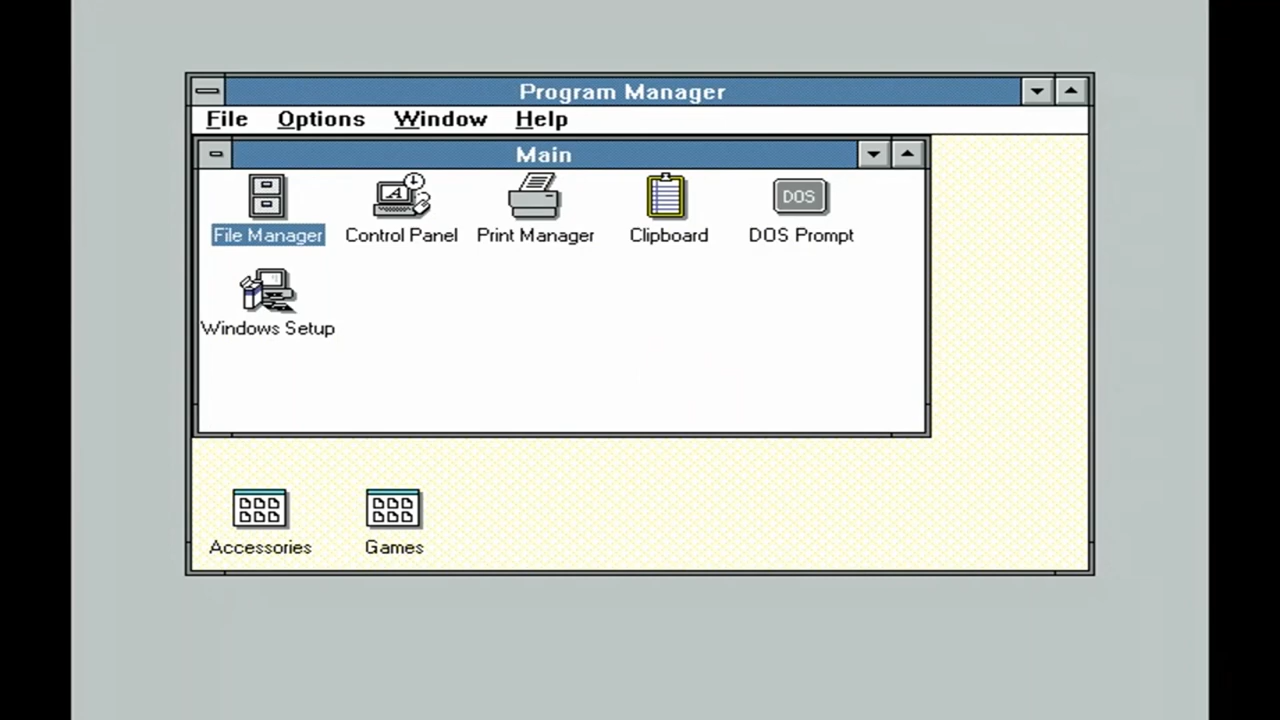 Program Manager
File Options Window Help
Main
A DOS
File Manager Control Panel Print Manager Clipboard DOS Prompt
Windows Setup
Accessories Games